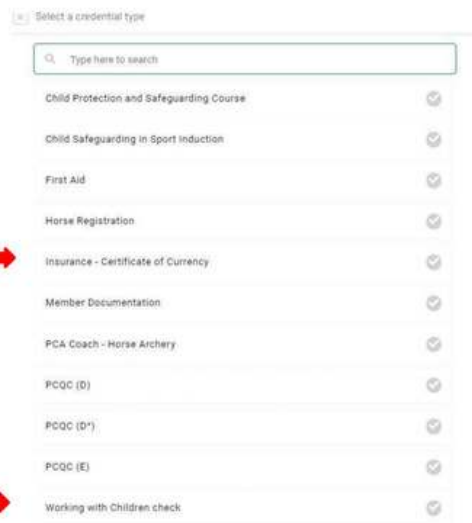 Select a credential type
Type here to search
Child Protection and Safeguarding Course
Child Safeguarding in Sport Induction
First Aid
Horse Registration
Insurance - Certificate of Currency
Member Documentation
PCA Coach - Horse Archery
PCQC (D)
PCQC (D*)
PCQC (E)
Working with Children check